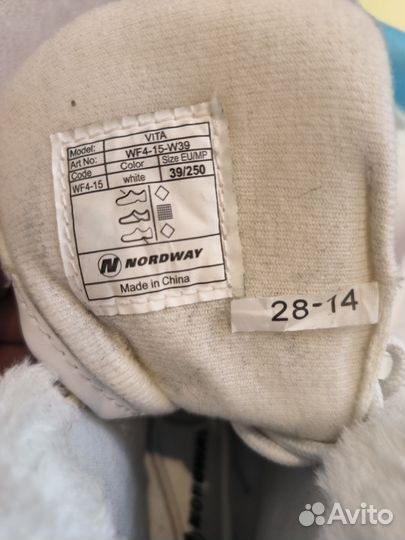 Model: VITA
Art No: WF4-15-W39
Code Color Size EU/MP
WF4-15 white 39/250
NORDWAY
Made in China
28-14
NORDWAY
Avito